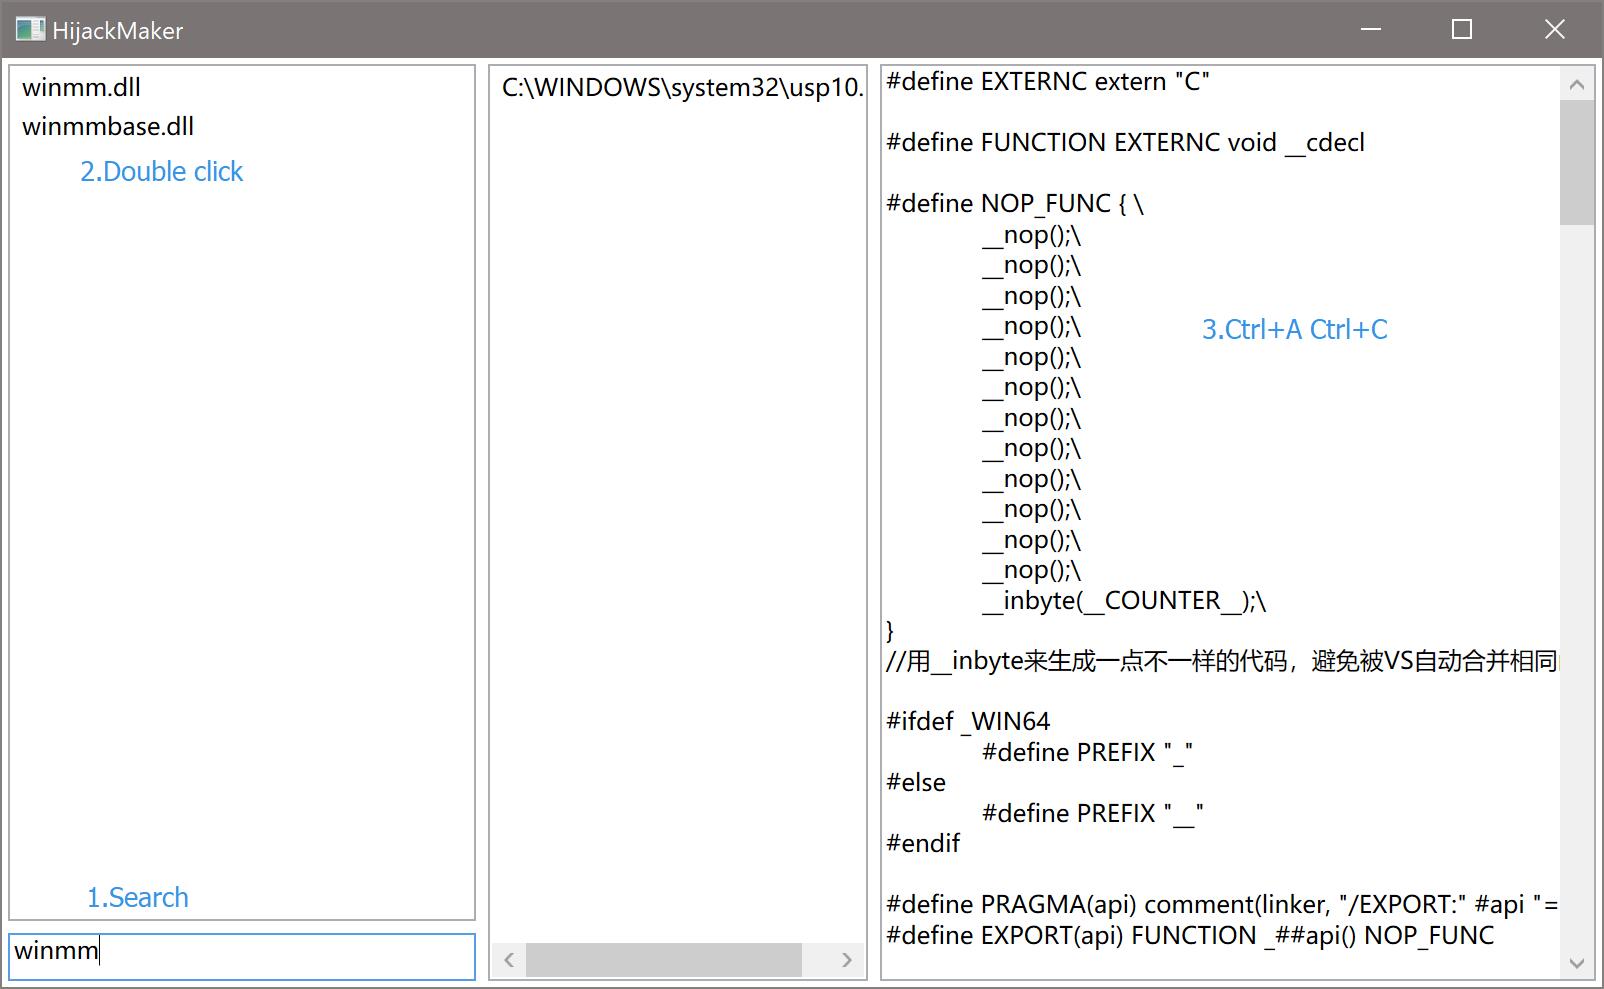 HijackMaker
winmm.dll
winmmbase.dll
2.Double click
1.Search
winmm
C:\WINDOWS\system32\usp10.
#define EXTERNC extern "C"
#define FUNCTION EXTERNC void __cdecl
#define NOP_FUNC { \
__nop();\
__nop();\
__nop();\
__nop();\
__nop();\
__nop();\
__nop();\
__nop();\
__nop();\
__nop();\
__nop();\
__nop();\
__inbyte(__COUNTER__);\
}
//用__inbyte来生成一点不一样的代码，避免被VS自动合并相同
#ifdef _WIN64
#define PREFIX "_"
#else
#define PREFIX "__"
#endif
#define PRAGMA(api) comment(linker, "/EXPORT:" #api "=
#define EXPORT(api) FUNCTION _##api() NOP_FUNC
3.Ctrl+A Ctrl+C